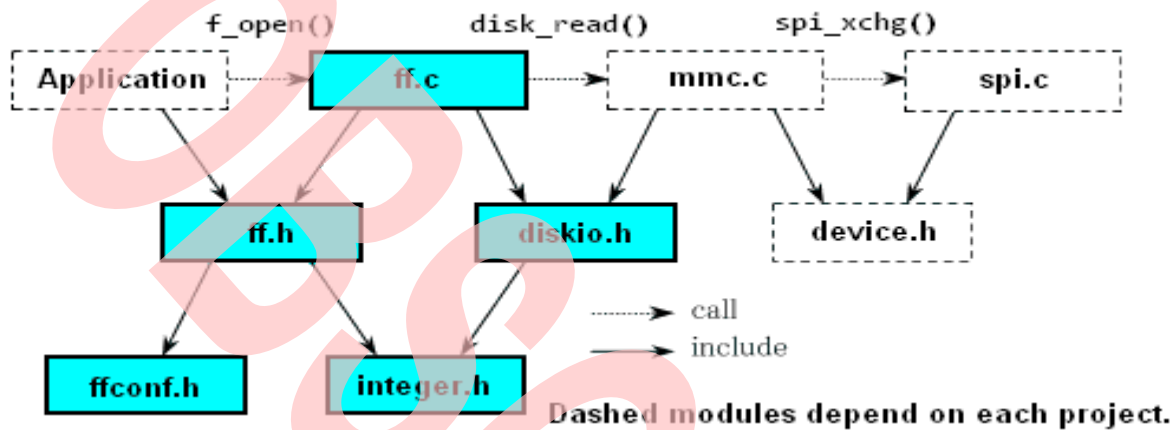 f_open() disk_read() spi_xchg()
Application ff.c mmc.c spi.c
ff.h diskio.h device.h
call
include
ffconf.h integer.h
Dashed modules depend on each project.